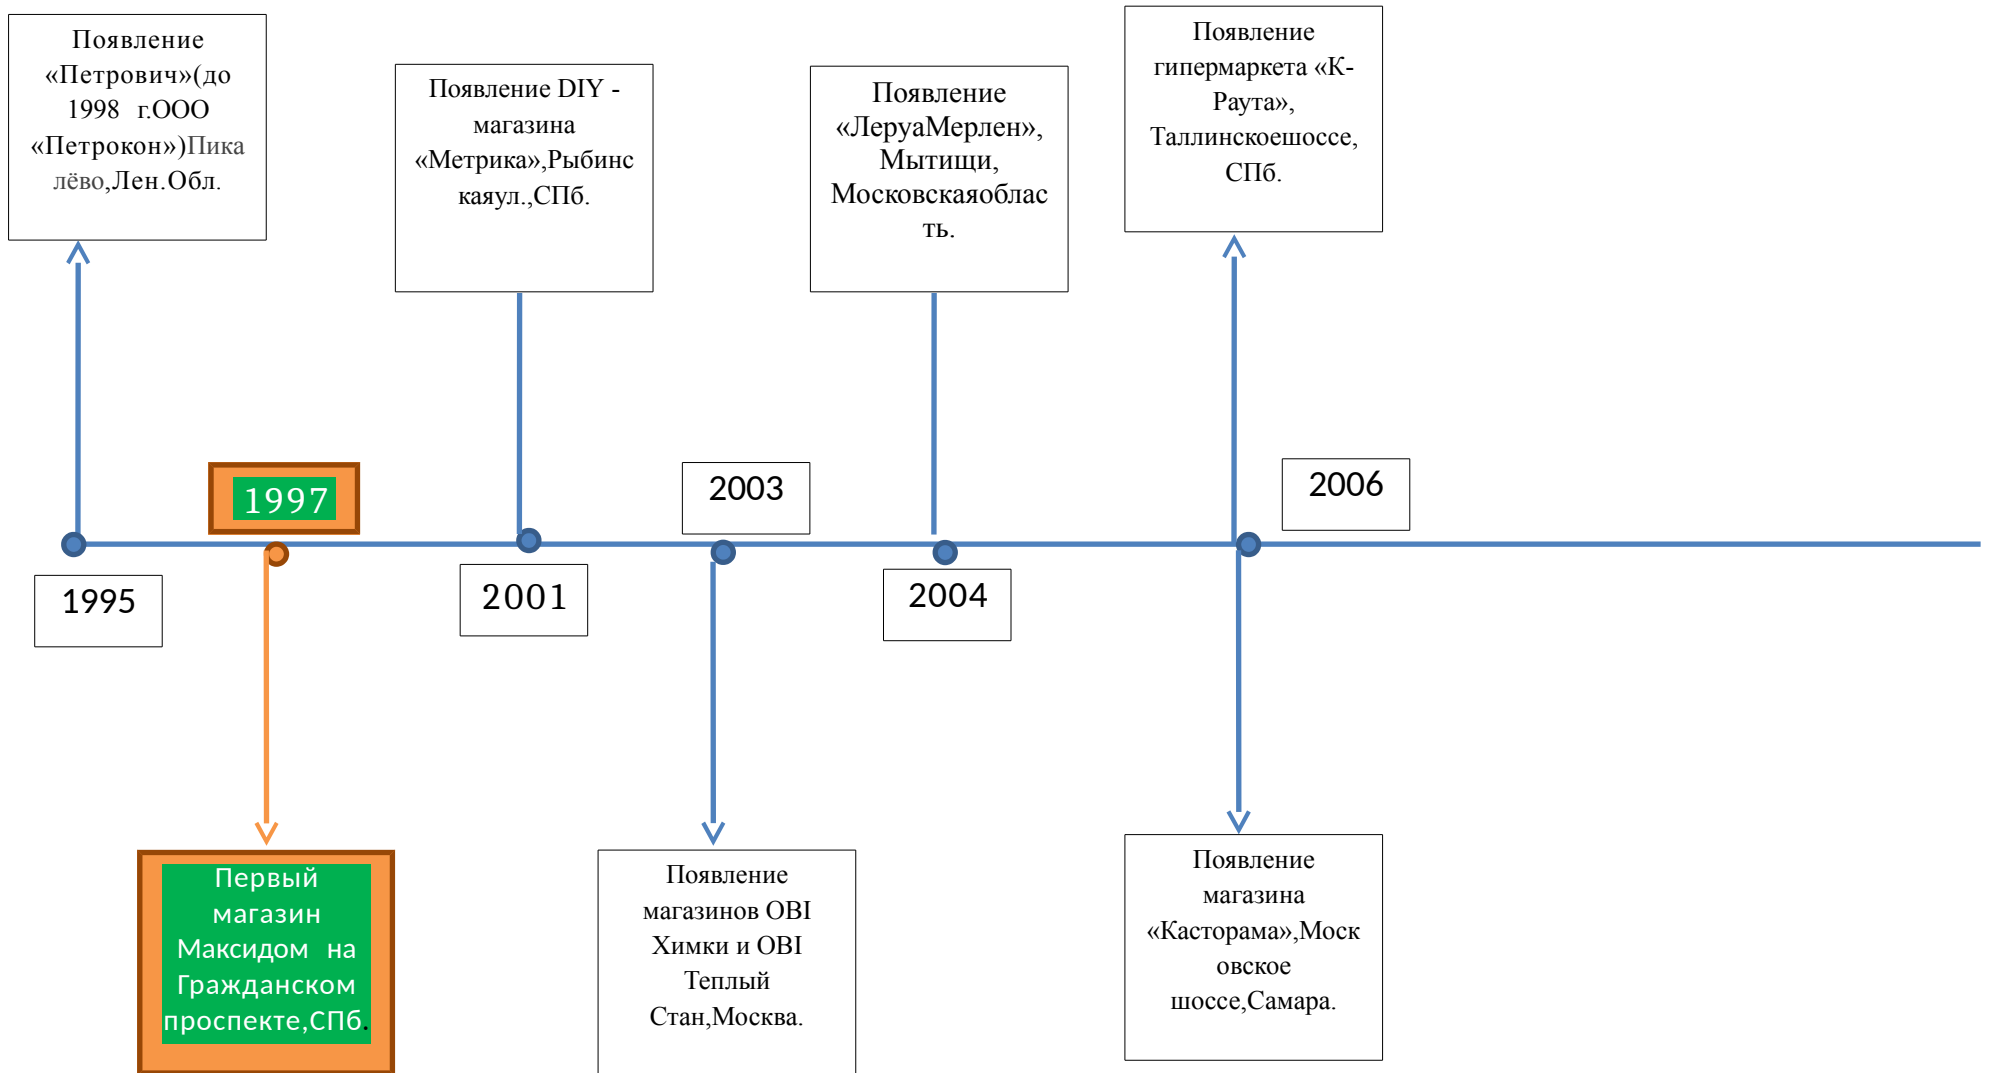 Появление
«Петрович»(до
1998 г.ООО
«Петрокон»)Пика
лёво,Лен.Обл.
Появление DIY -
магазина
«Метрика»,Рыбинс
каяул.,СПб.
Появление
«ЛеруаМерлен»,
Мытищи,
Московскаяоблас
ть.
Появление
гипермаркета «К-
Раута»,
Таллинскоешоссе,
СПб.
1997
2003
2006
1995
2001
2004
Первый
магазин
Максидом на
Гражданском
проспекте,СПб.
Появление
магазинов OBI
Химки и OBI
Теплый
Стан,Москва.
Появление
магазина
«Касторама»,Моск
овское
шоссе,Самара.